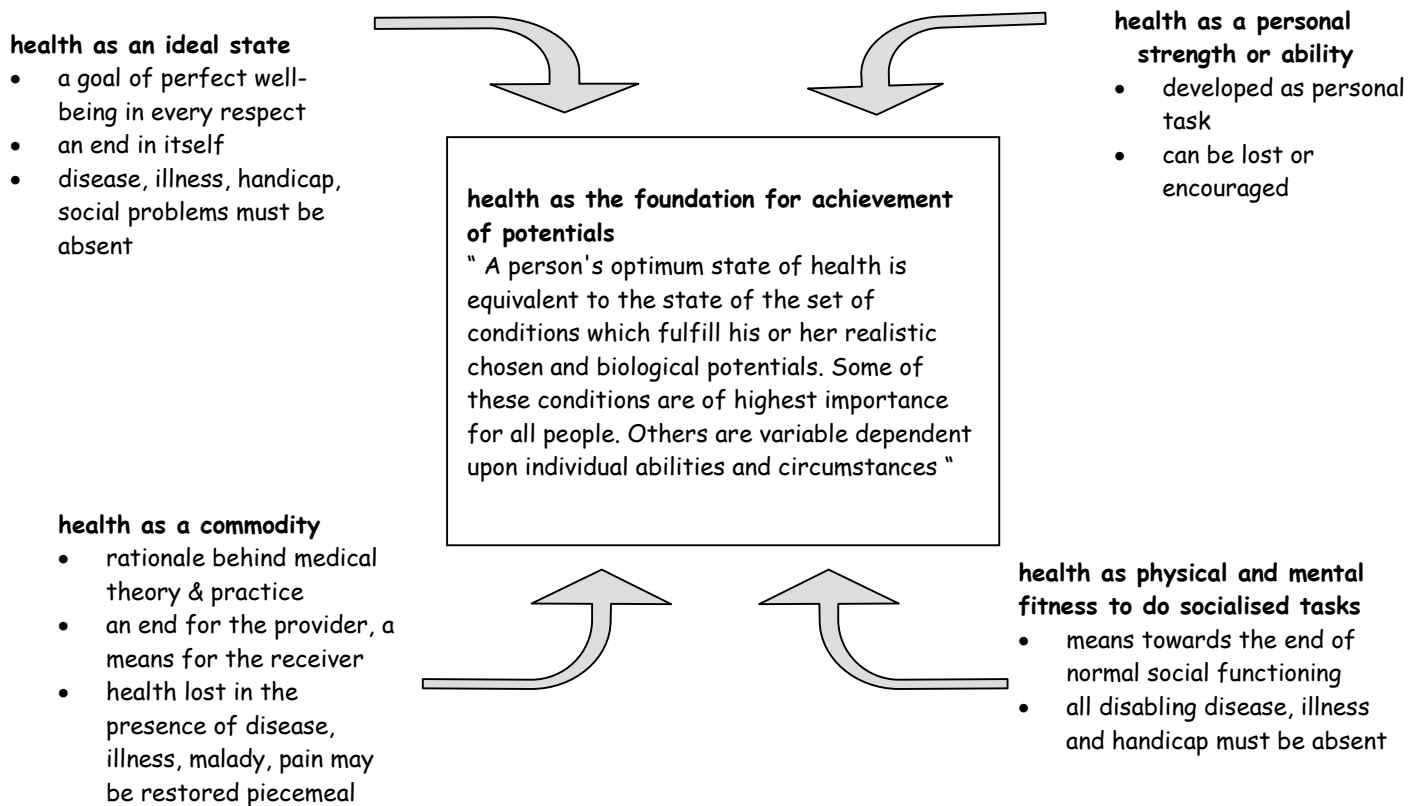 health as an ideal state
• a goal of perfect well-
being in every respect
• an end in itself
• disease, illness, handicap,
social problems must be
absent
health as a personal
strength or ability
• developed as personal
task
• can be lost or
encouraged
health as the foundation for achievement
of potentials
“ A person's optimum state of health is
equivalent to the state of the set of
conditions which fulfill his or her realistic
chosen and biological potentials. Some of
these conditions are of highest importance
for all people. Others are variable dependent
upon individual abilities and circumstances “
health as a commodity
• rationale behind medical
theory & practice
• an end for the provider, a
means for the receiver
• health lost in the
presence of disease,
illness, malady, pain may
be restored piecemeal
health as physical and mental
fitness to do socialised tasks
• means towards the end of
normal social functioning
• all disabling disease, illness
and handicap must be absent